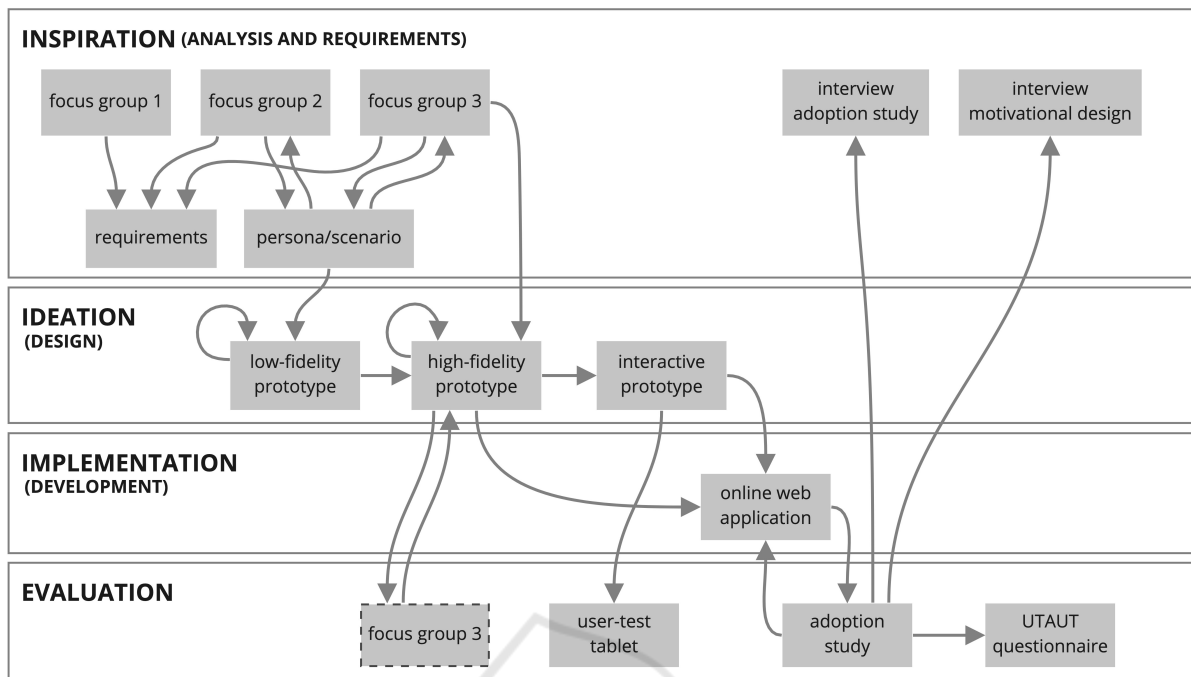 INSPIRATION (ANALYSIS AND REQUIREMENTS)
focus group 1
focus group 2
focus group 3
interview
adoption study
interview
motivational design
requirements
persona/scenario
IDEATION
(DESIGN)
low-fidelity
prototype
high-fidelity
prototype
interactive
prototype
IMPLEMENTATION
(DEVELOPMENT)
online web
application
EVALUATION
focus group 3
user-test
tablet
adoption
study
UTAUT
questionnaire